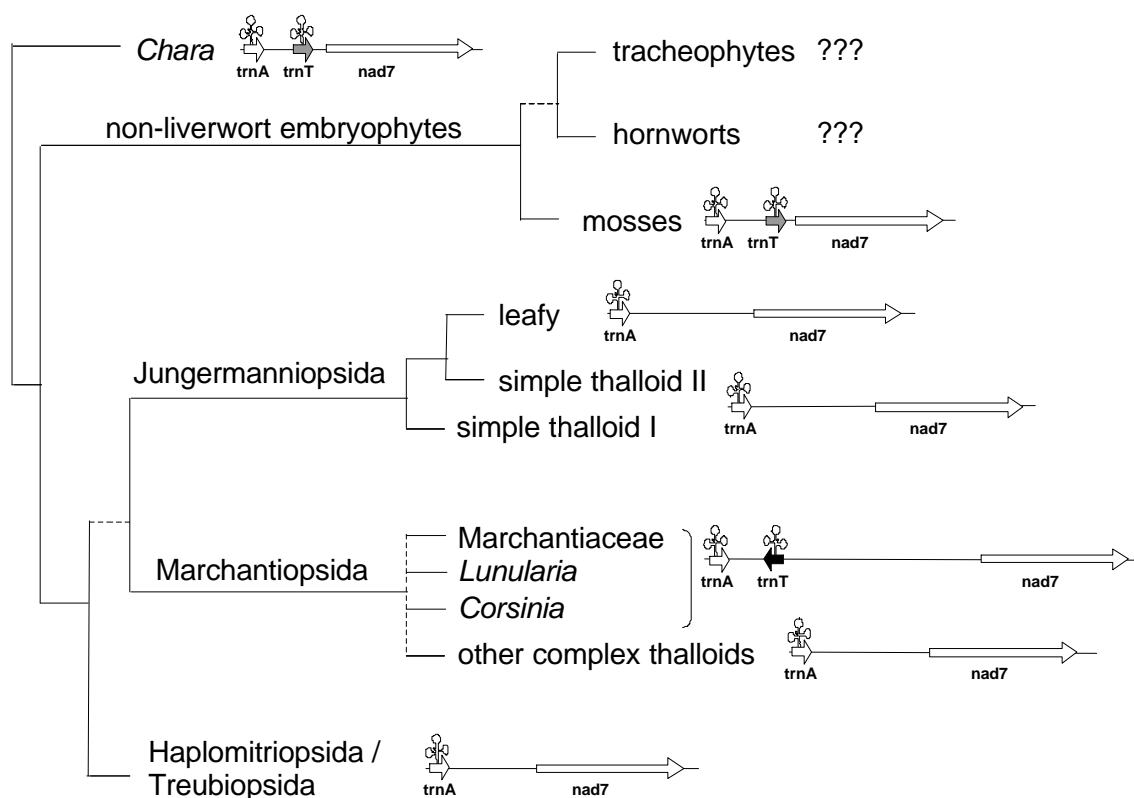 Chara
trnA trnT nad7
tracheophytes ???
non-liverwort embryophytes
hornworts ???
mosses
trnA trnT nad7
leafy
trnA nad7
Jungermanniopsida
simple thalloid II
simple thalloid I
trnA nad7
Marchantiaceae
Marchantiopsida
Lunularia
trnA trnT nad7
Corsinia
other complex thalloids
trnA nad7
Haplomitriopsida /
Treubiopsida
trnA nad7